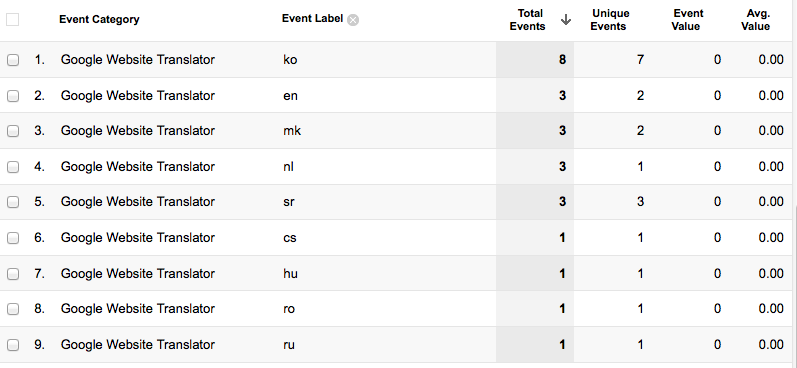 Event Category Event Label Total Events Unique Events Event Value Avg. Value
1. Google Website Translator ko 8 7 0 0.00
2. Google Website Translator en 3 2 0 0.00
3. Google Website Translator mk 3 2 0 0.00
4. Google Website Translator nl 3 1 0 0.00
5. Google Website Translator sr 3 3 0 0.00
6. Google Website Translator cs 1 1 0 0.00
7. Google Website Translator hu 1 1 0 0.00
8. Google Website Translator ro 1 1 0 0.00
9. Google Website Translator ru 1 1 0 0.00